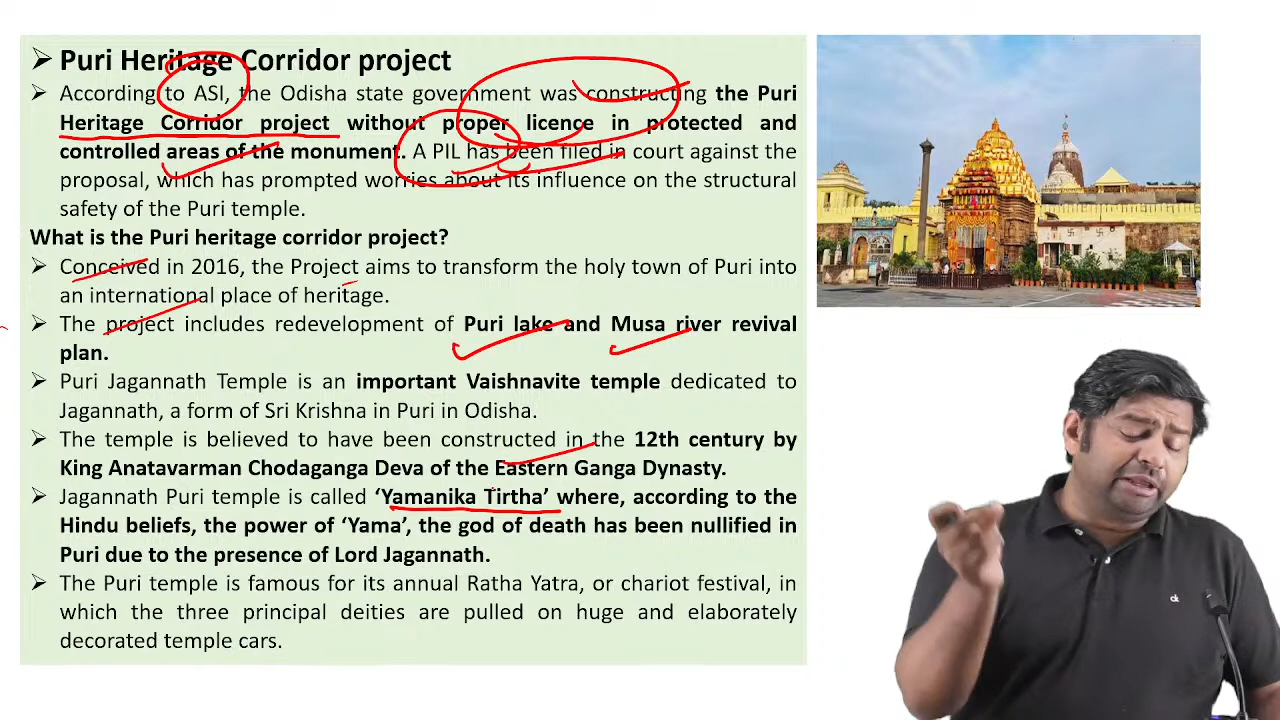 ➢ Puri Heritage Corridor project
➢ According to ASI, the Odisha state government was constructing the Puri
Heritage Corridor project without proper licence in protected and
controlled areas of the monument. A PIL has been filed in court against the
proposal, which has prompted worries about its influence on the structural
safety of the Puri temple.
What is the Puri heritage corridor project?
➢ Conceived in 2016, the Project aims to transform the holy town of Puri into
an international place of heritage.
➢ The project includes redevelopment of Puri lake and Musa river revival
plan.
➢ Puri Jagannath Temple is an important Vaishnavite temple dedicated to
Jagannath, a form of Sri Krishna in Puri in Odisha.
➢ The temple is believed to have been constructed in the 12th century by
King Anatavarman Chodaganga Deva of the Eastern Ganga Dynasty.
➢ Jagannath Puri temple is called ‘Yamanika Tirtha’ where, according to the
Hindu beliefs, the power of ‘Yama’, the god of death has been nullified in
Puri due to the presence of Lord Jagannath.
➢ The Puri temple is famous for its annual Ratha Yatra, or chariot festival, in
which the three principal deities are pulled on huge and elaborately
decorated temple cars.